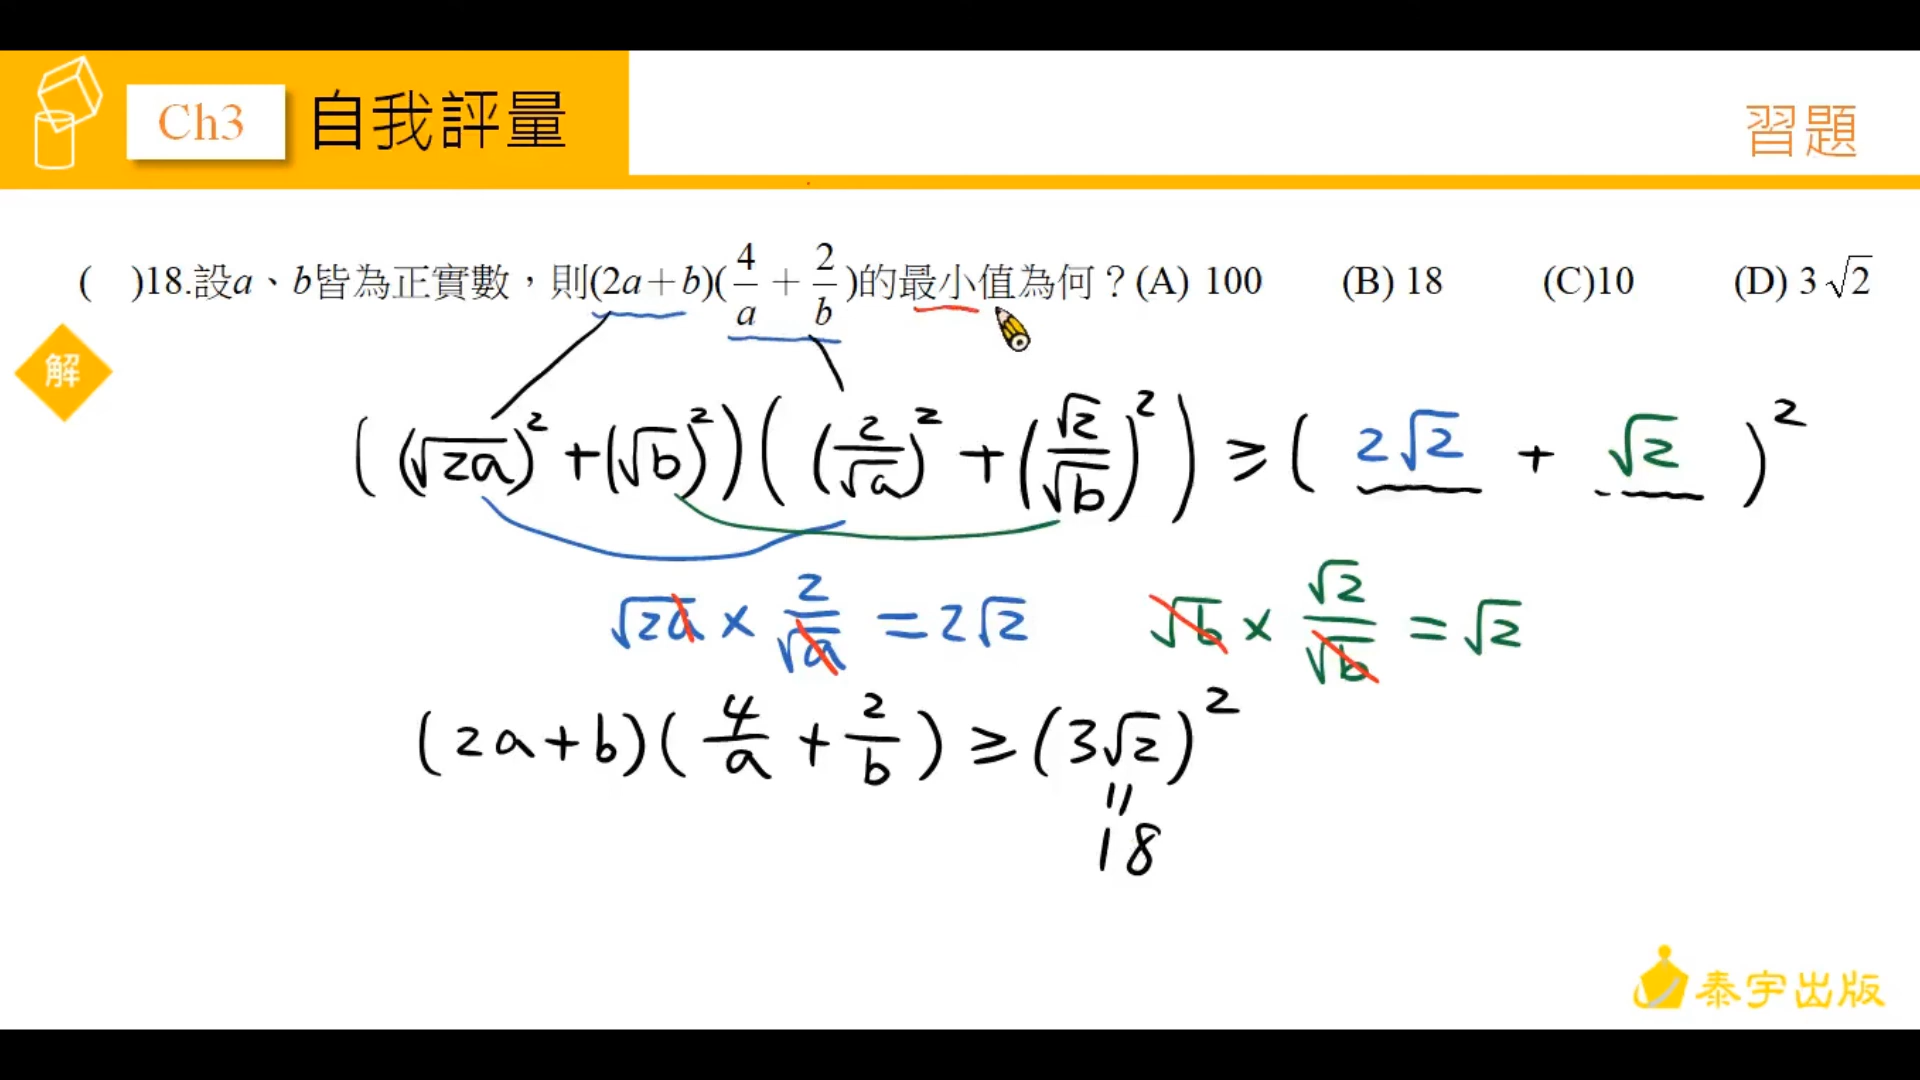 Ch3 自我評量
習題
( )18.設a、b皆為正實數，則(2a＋b)(4/a＋2/b)的最小值為何？(A) 100 (B) 18 (C)10 (D) 3√2
解
((√2a)²+(√b)²)((2/√a)²+(√2/√b)²)≥(2√2+√2)²
√2a×2/√a=2√2 √b×√2/√b=√2
(2a+b)(4/a+2/b)≥(3√2)²
=
18
泰宇出版